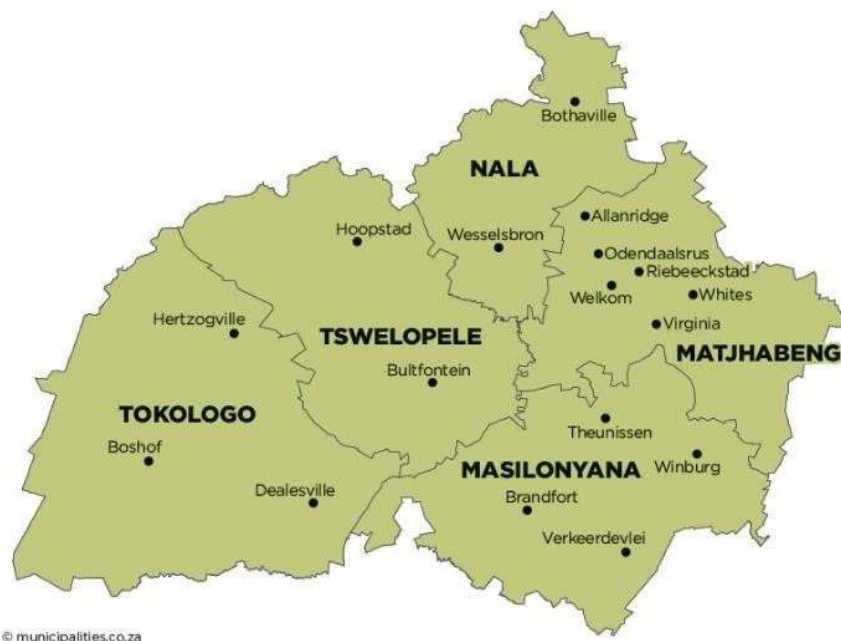 Bothaville
NALA
Allanridge
Hoopstad
Wesselsbron
Odendaalsrus
Riebeeckstad
Welkom
Whites
Hertzogville
Virginia
TSWELOPELE
MATJHABENG
Bultfontein
TOKOLOGO
Theunissen
Boshof
MASILONYANA
Winburg
Dealesville
Brandfort
Verkeerdevlei
© municipalities.co.za